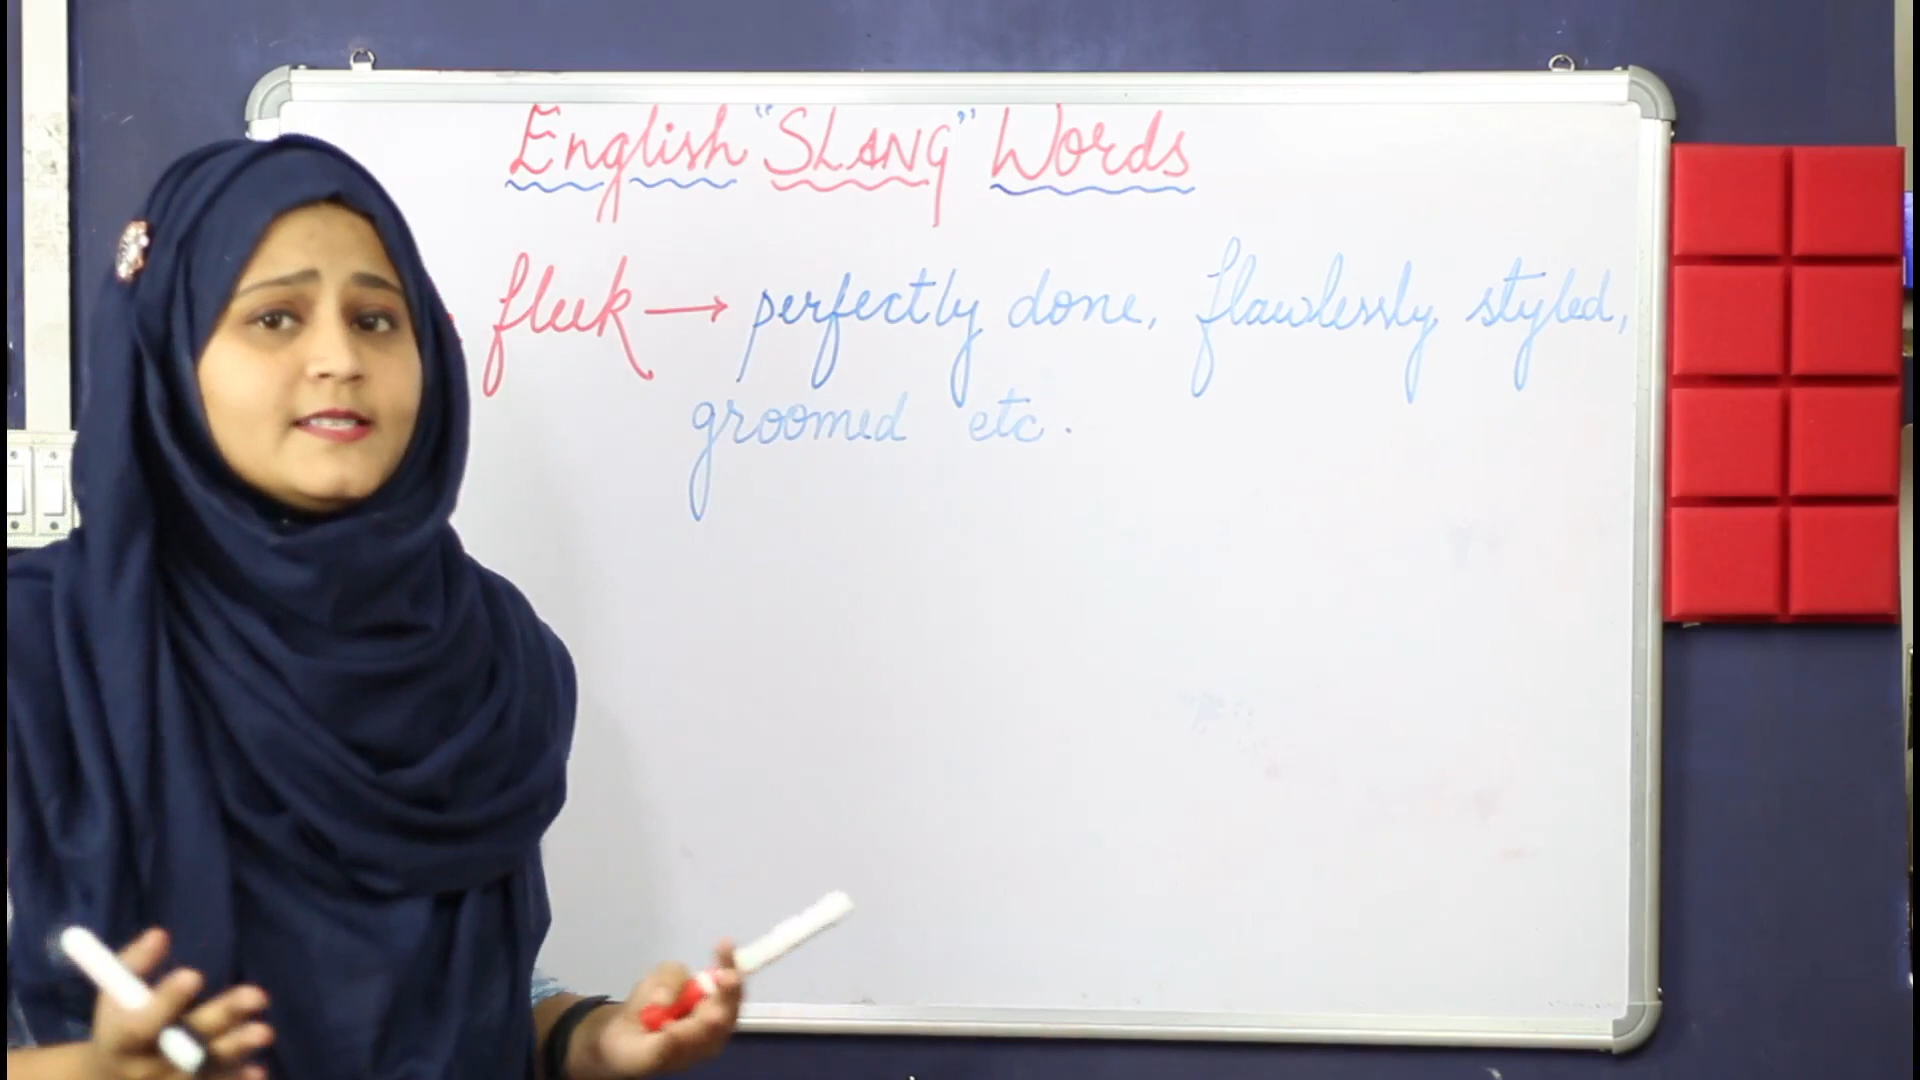 English "SLANG" Words
fleek → perfectly done, flawlessly styled,
groomed etc.